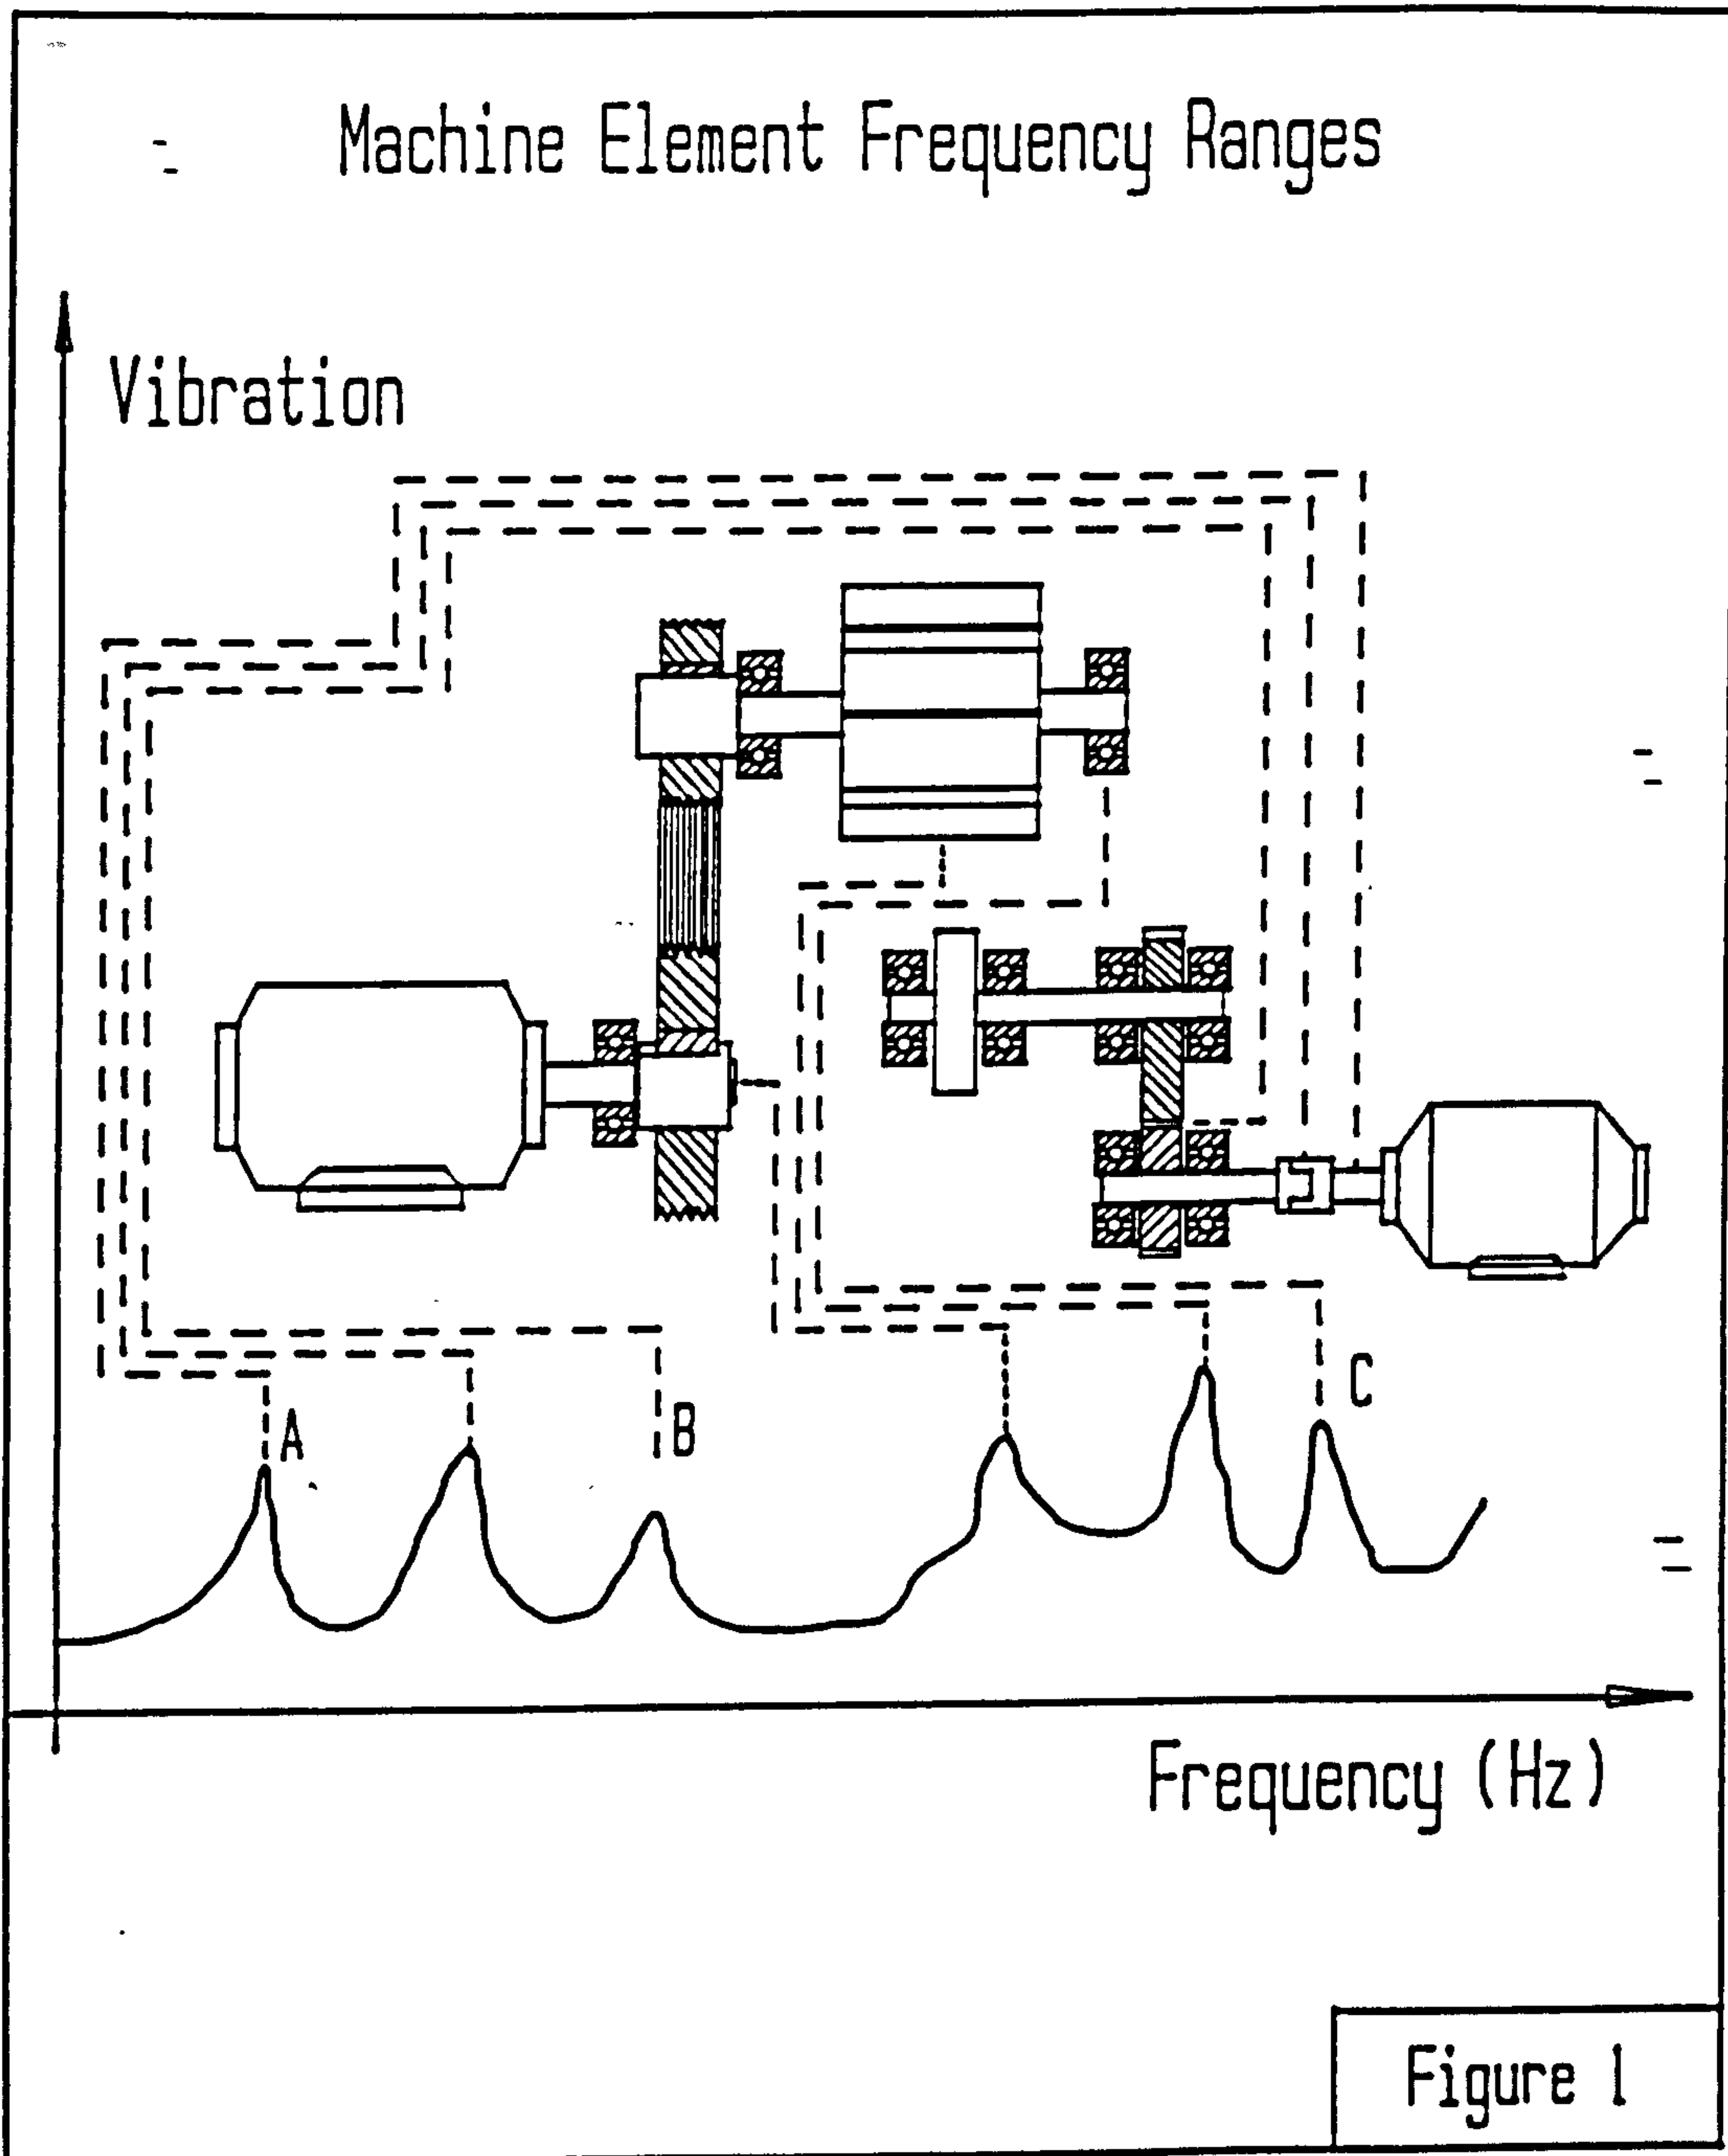 Machine Element Frequency Ranges
Vibration
A
B
C
Frequency (Hz)
Figure 1